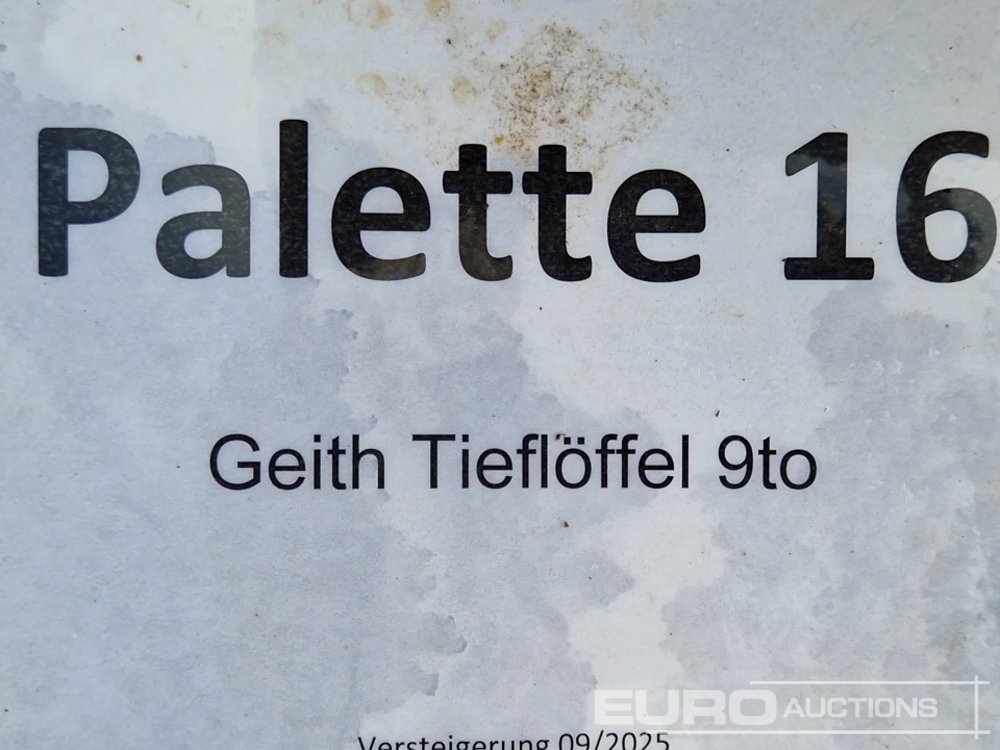 Palette 16
Geith Tieflöffel 9to
Versteigerung 09/2025
EURO AUCTIONS